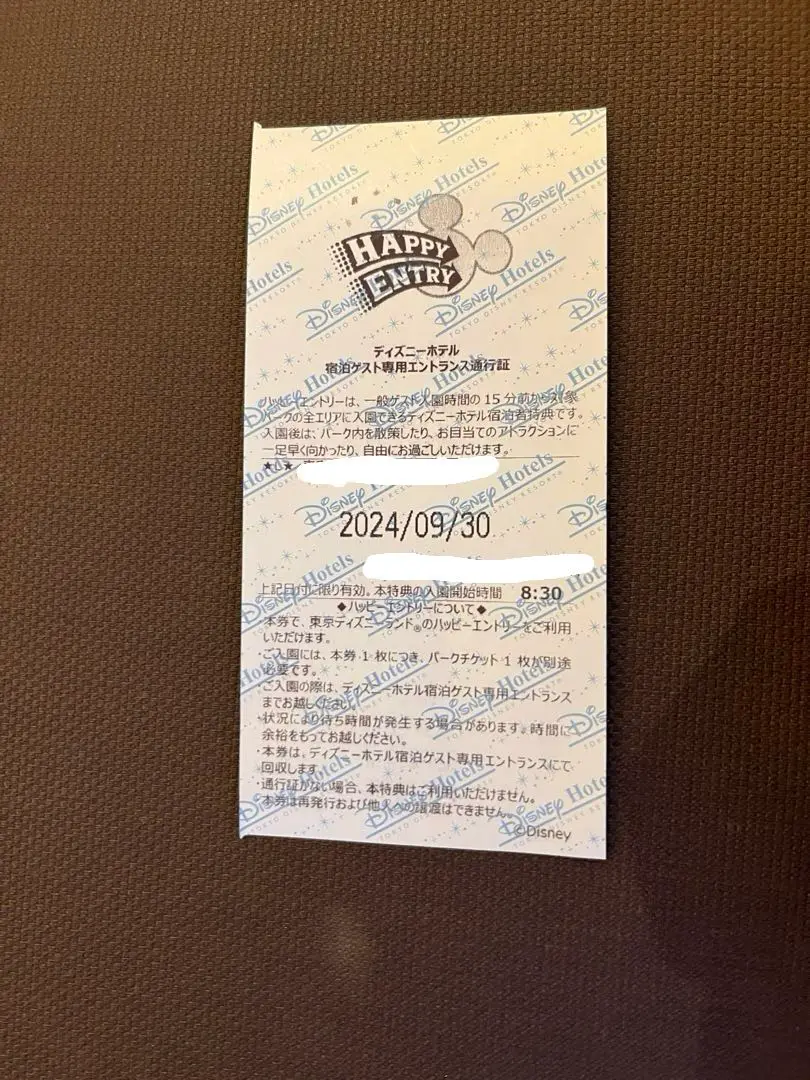 HAPPY
ENTRY
ディズニーホテル
宿泊ゲスト専用エントランス通行証
ハッピーエントリーは、一般ゲスト入園時間の15分前から対象
パークの全エリアに入園できるディズニーホテル宿泊者特典です。
入園後は、パーク内を散策したり、お目当てのアトラクションに
一足早く向かったり、自由にお過ごしいただけます。
2024/09/30
上記日付に限り有効。本特典の入園開始時間 8:30
◆ハッピーエントリーについて◆
本券で、東京ディズニーランド®のハッピーエントリーをご利用
いただけます。
・ご入園には、本券1枚につき、パークチケット1枚が別途
必要です。
ご入園の際は、ディズニーホテル宿泊ゲスト専用エントランス
までお越しください。
・状況により待ち時間が発生する場合があります。時間に
余裕をもってお越しください。
・本券は、ディズニーホテル宿泊ゲスト専用エントランスにて
回収します。
・通行証がない場合、本特典はご利用いただけません。
本券は再発行および他人への譲渡はできません。
©Disney
Disney Hotels
TOKYO DISNEY RESORT®